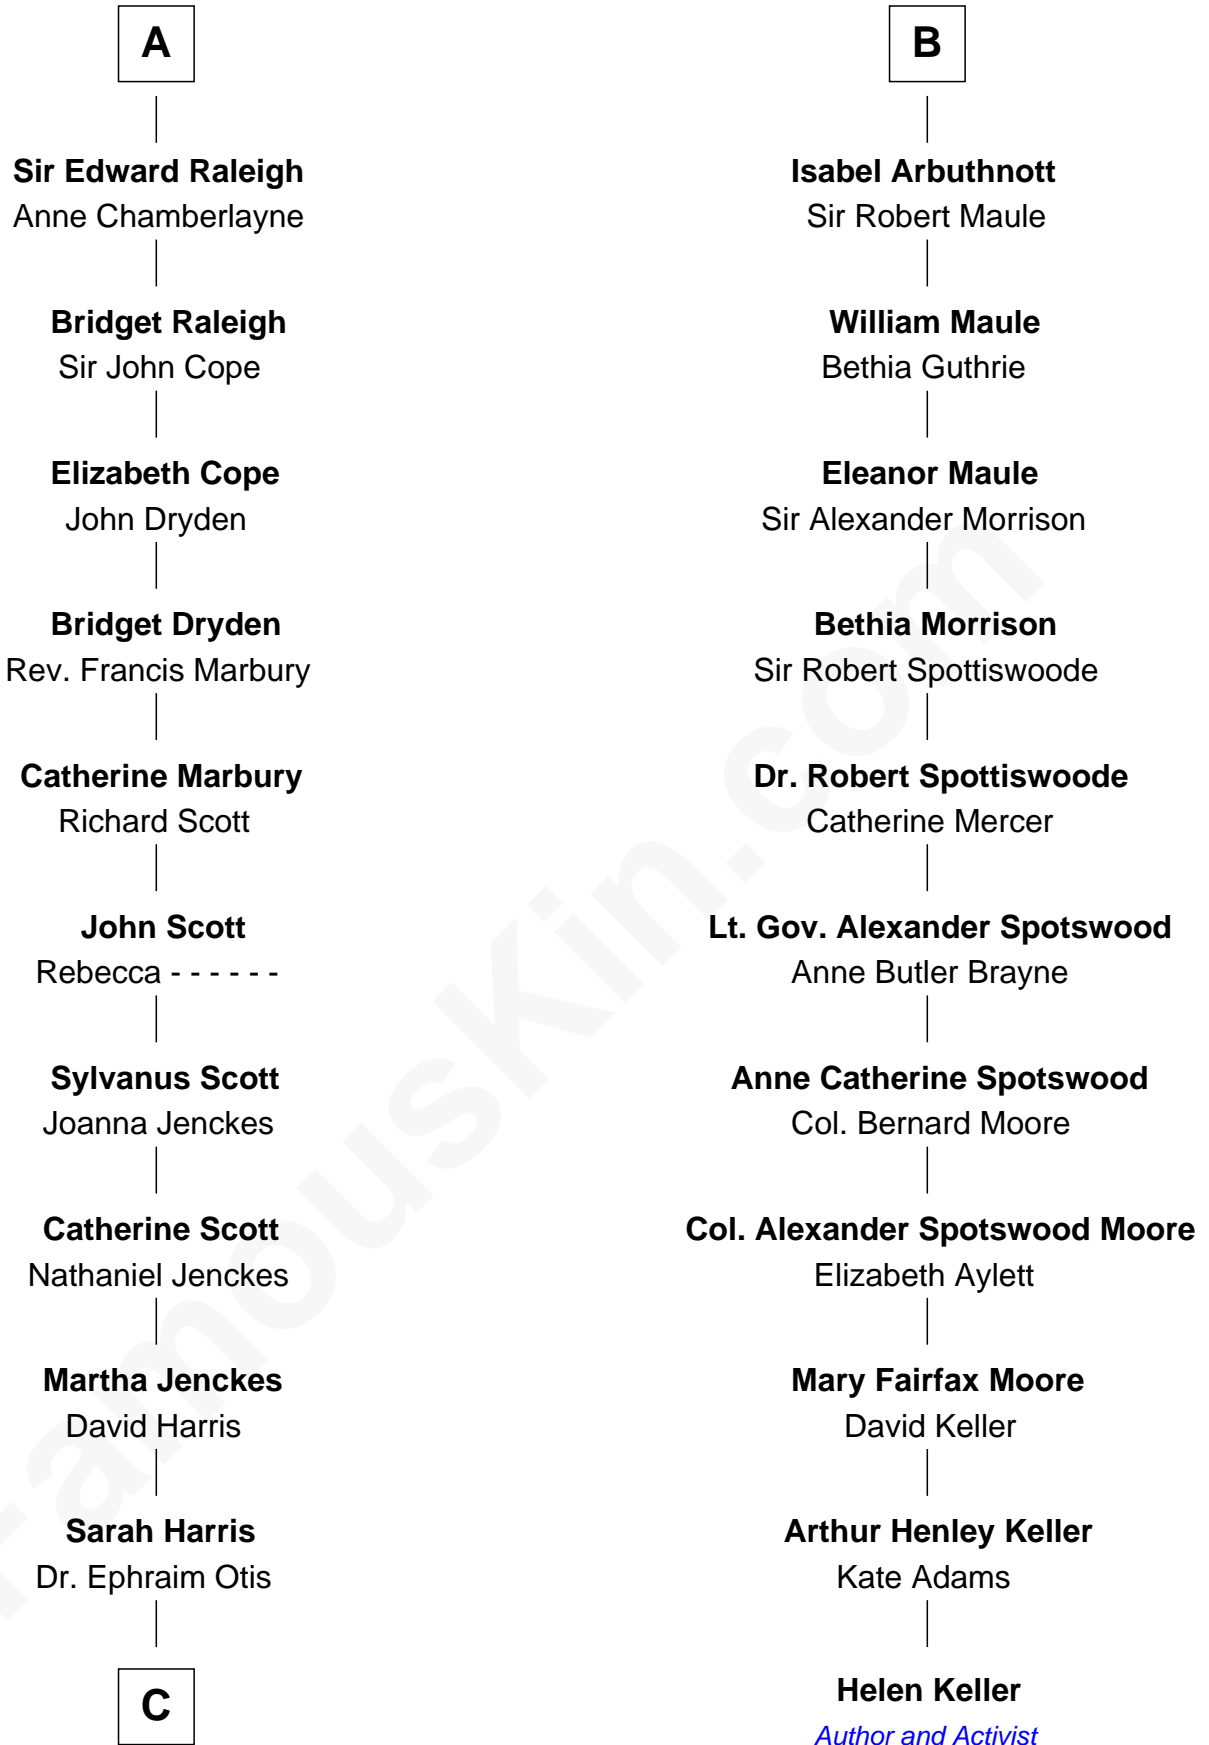 A
Sir Edward Raleigh
Anne Chamberlayne
Bridget Raleigh
Sir John Cope
Elizabeth Cope
John Dryden
Bridget Dryden
Rev. Francis Marbury
Catherine Marbury
Richard Scott
John Scott
Rebecca - - - - - -
Sylvanus Scott
Joanna Jenckes
Catherine Scott
Nathaniel Jenckes
Martha Jenckes
David Harris
Sarah Harris
Dr. Ephraim Otis
C
B
Isabel Arbuthnott
Sir Robert Maule
William Maule
Bethia Guthrie
Eleanor Maule
Sir Alexander Morrison
Bethia Morrison
Sir Robert Spottiswoode
Dr. Robert Spottiswoode
Catherine Mercer
Lt. Gov. Alexander Spotswood
Anne Butler Brayne
Anne Catherine Spotswood
Col. Bernard Moore
Col. Alexander Spotswood Moore
Elizabeth Aylett
Mary Fairfax Moore
David Keller
Arthur Henley Keller
Kate Adams
Helen Keller
Author and Activist
FamousKin.com